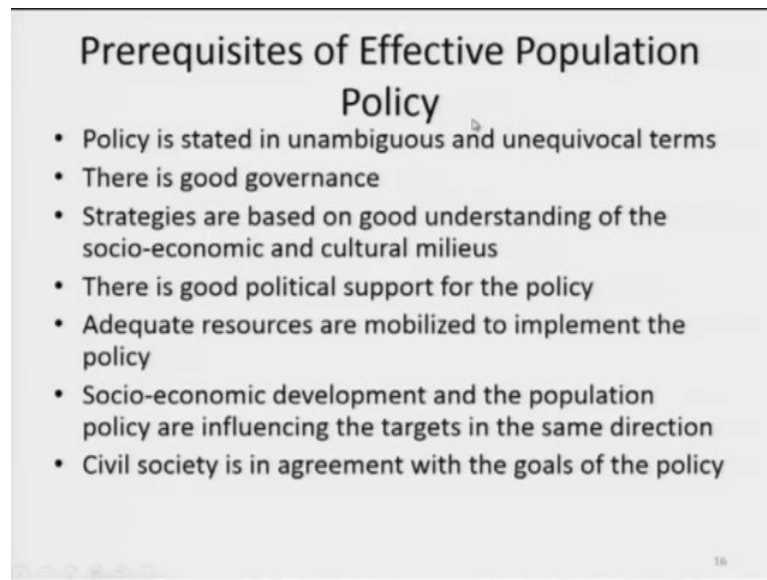 Prerequisites of Effective Population
Policy
• Policy is stated in unambiguous and unequivocal terms
• There is good governance
• Strategies are based on good understanding of the
socio-economic and cultural milieus
• There is good political support for the policy
• Adequate resources are mobilized to implement the
policy
• Socio-economic development and the population
policy are influencing the targets in the same direction
• Civil society is in agreement with the goals of the policy
16